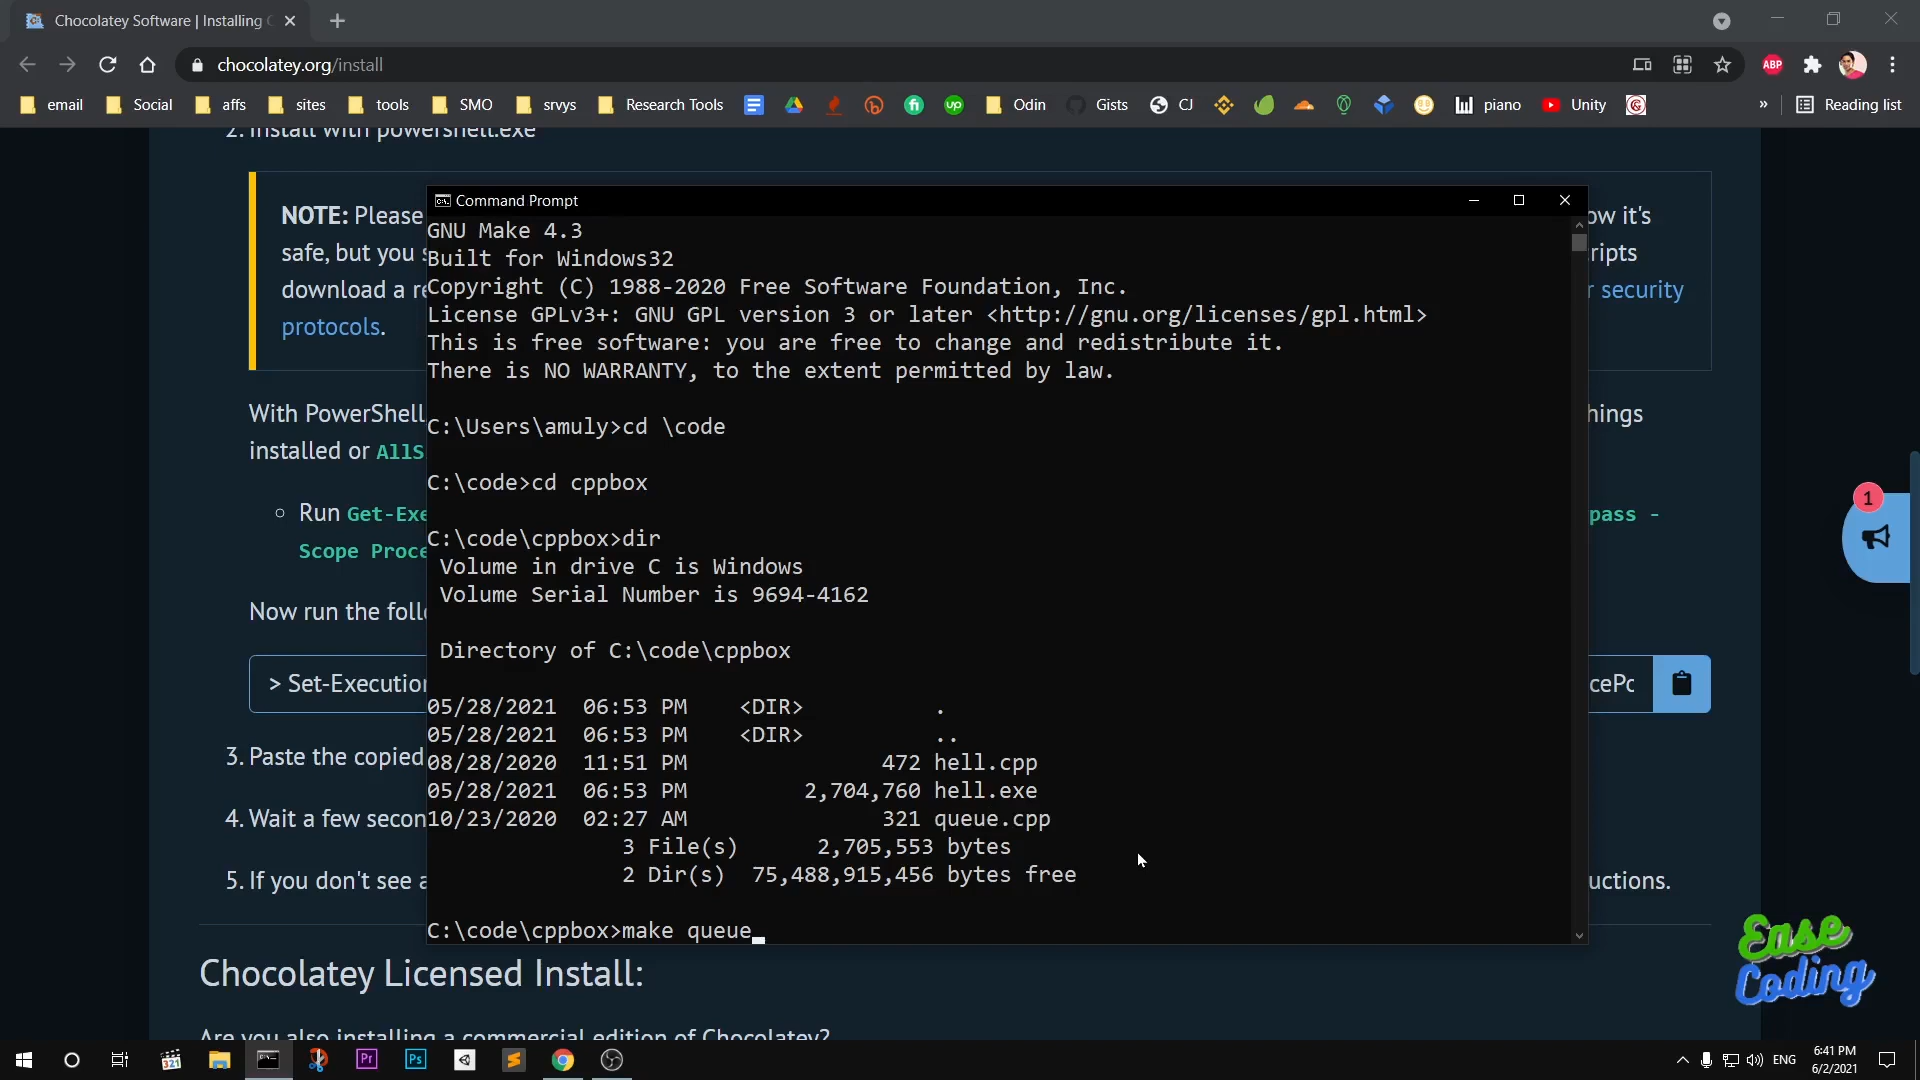 Chocolatey Software | Installing
chocolatey.org/install
ABP
email
Social
affs
sites
tools
SMO
srvys
Research Tools
Odin
Gists
CJ
piano
Unity
»
Reading list
2. Install with powershell.exe
NOTE: Please
ow it's
safe, but you
ripts
download a re
r security
protocols.
With PowerShell
hings
installed or AllS
Run Get-Exe
pass -
Scope Proce
Now run the foll
> Set-Execution
cePo
3. Paste the copied
4. Wait a few secon
5. If you don't see a
uctions.
Chocolatey Licensed Install:
Are you also installing a commercial edition of Chocolatey?
1
Command Prompt
GNU Make 4.3
Built for Windows32
Copyright (C) 1988-2020 Free Software Foundation, Inc.
License GPLv3+: GNU GPL version 3 or later <http://gnu.org/licenses/gpl.html>
This is free software: you are free to change and redistribute it.
There is NO WARRANTY, to the extent permitted by law.
C:\Users\amuly>cd \code
C:\code>cd cppbox
C:\code\cppbox>dir
Volume in drive C is Windows
Volume Serial Number is 9694-4162
Directory of C:\code\cppbox
05/28/2021  06:53 PM    <DIR>          .
05/28/2021  06:53 PM    <DIR>          ..
08/28/2020  11:51 PM               472 hell.cpp
05/28/2021  06:53 PM         2,704,760 hell.exe
10/23/2020  02:27 AM               321 queue.cpp
3 File(s)      2,705,553 bytes
2 Dir(s)  75,488,915,456 bytes free
C:\code\cppbox>make queue_
Ease
Coding
321
Pr
Ps
ENG
6:41 PM
6/2/2021